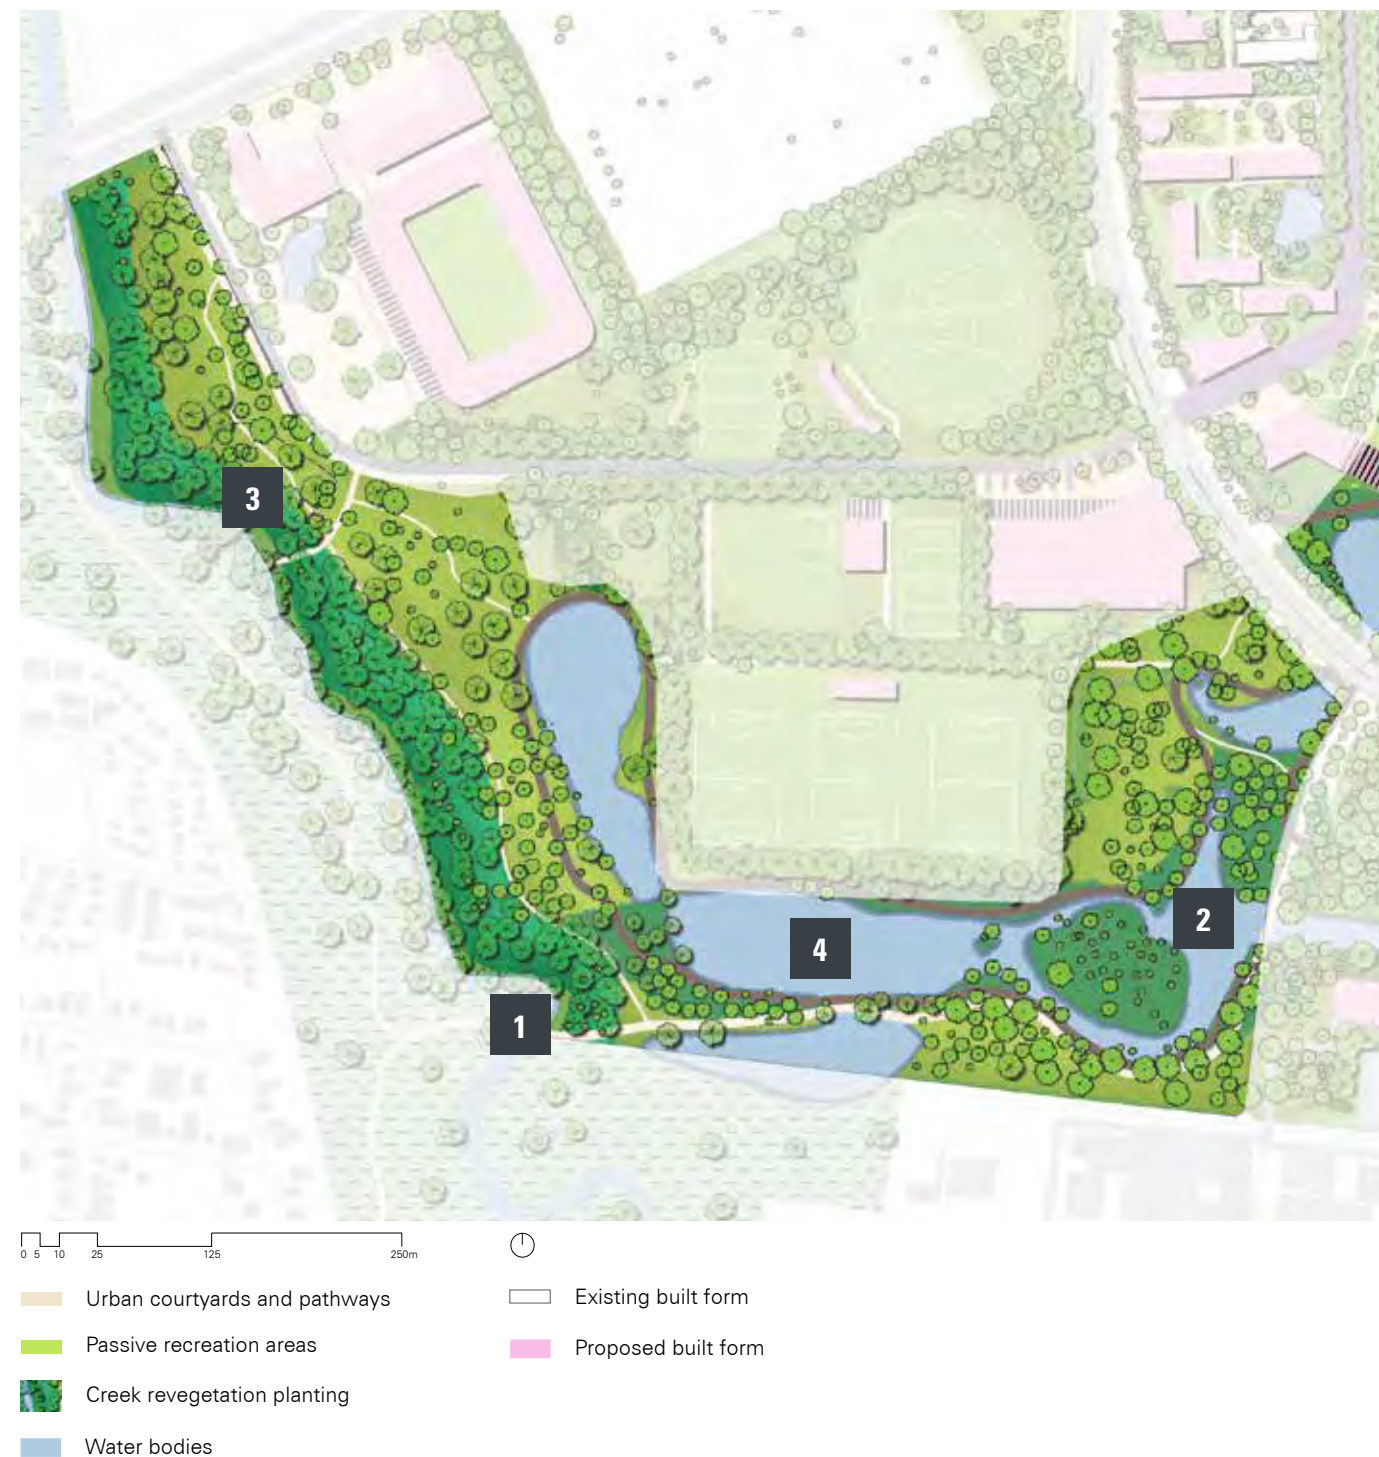 3
2
4
1
0 5 10 25 125 250m
Urban courtyards and pathways
Existing built form
Passive recreation areas
Proposed built form
Creek revegetation planting
Water bodies